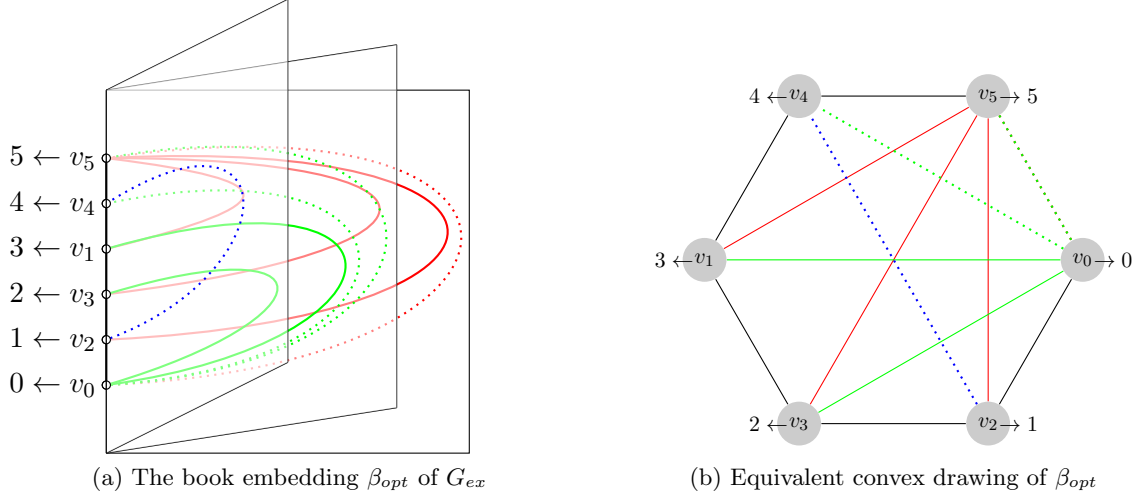 5 ← v₅
4 ← v₄
3 ← v₁
2 ← v₃
1 ← v₂
0 ← v₀
(a) The book embedding βₒₚₜ of Gₑₓ
4 ← v₄
v₅ → 5
3 ← v₁
v₀ → 0
2 ← v₃
v₂ → 1
(b) Equivalent convex drawing of βₒₚₜ